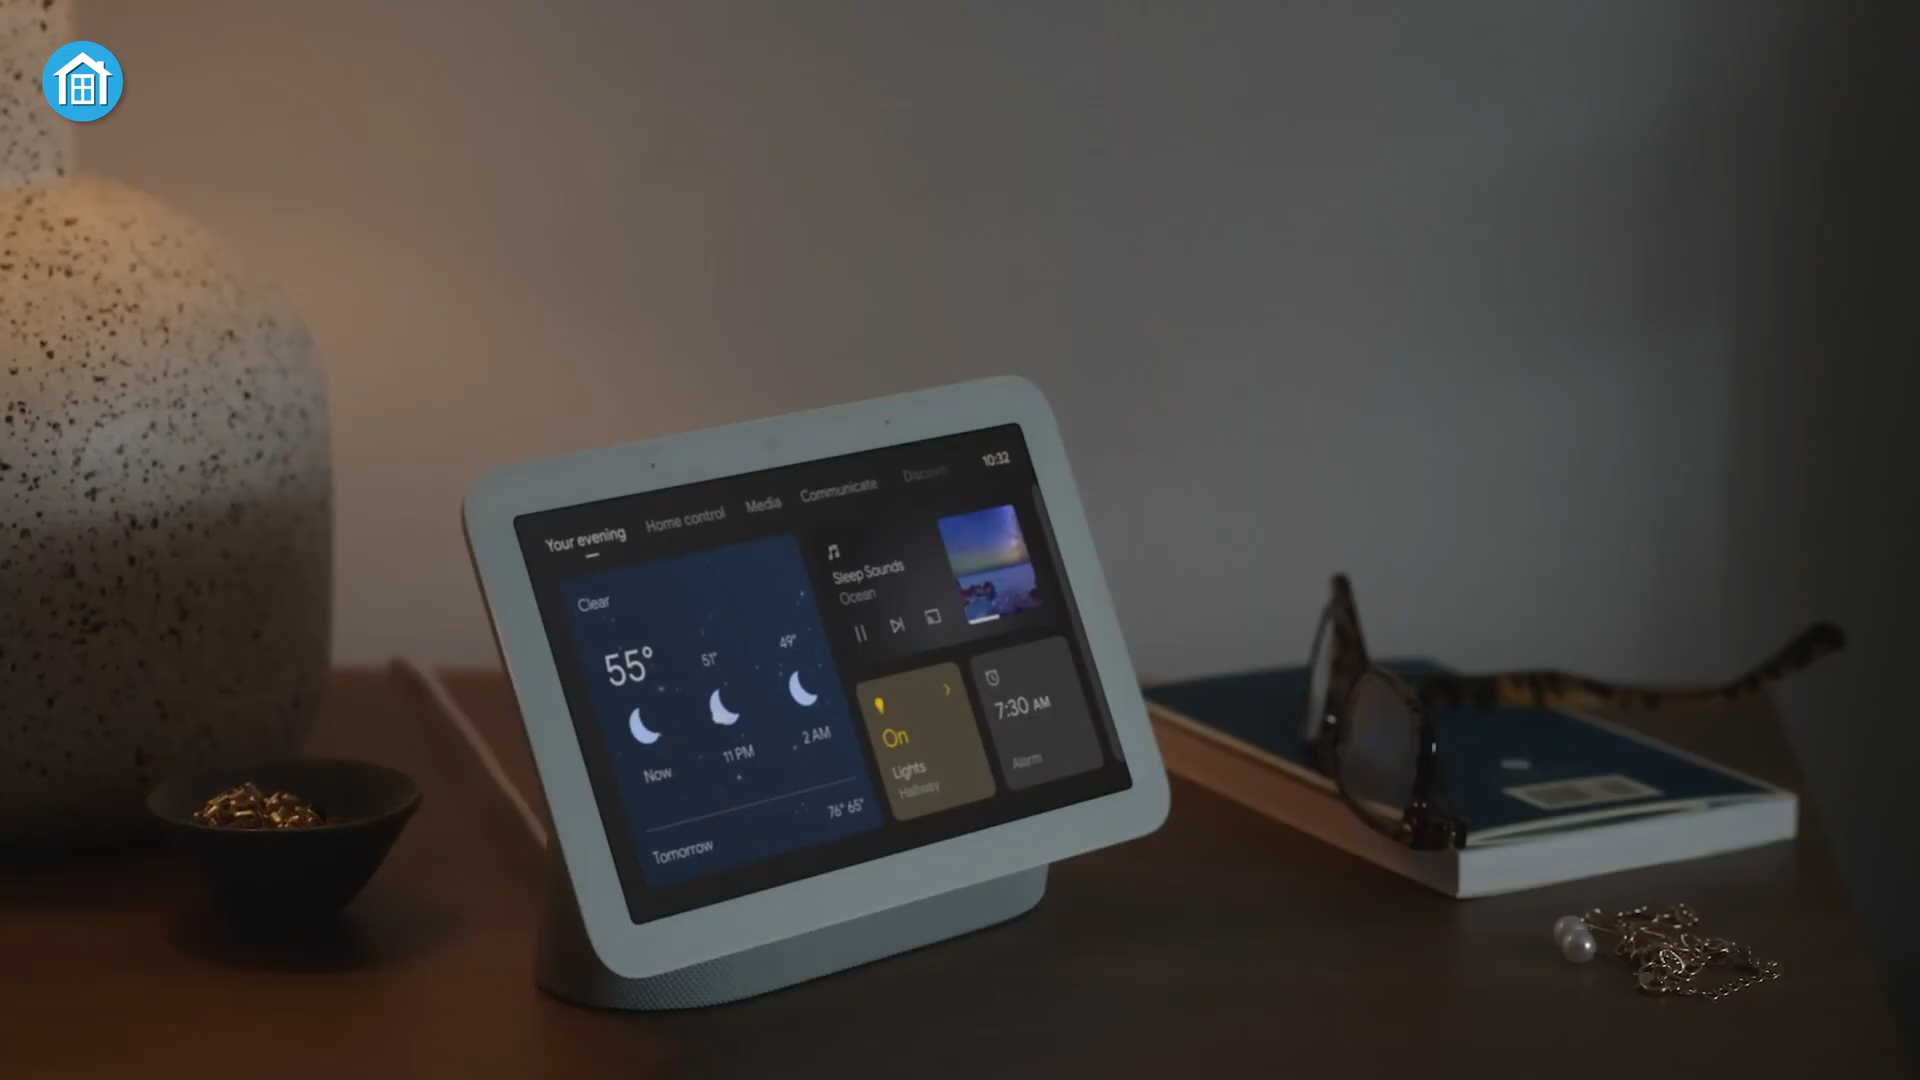 10:32
Your evening Home control Media Communicate Discover
Clear
55° 51° 49°
Now 11 PM 2 AM
Tomorrow 76° 65°
Sleep Sounds
Ocean
On
Lights
Hallway
7:30 AM
Alarm